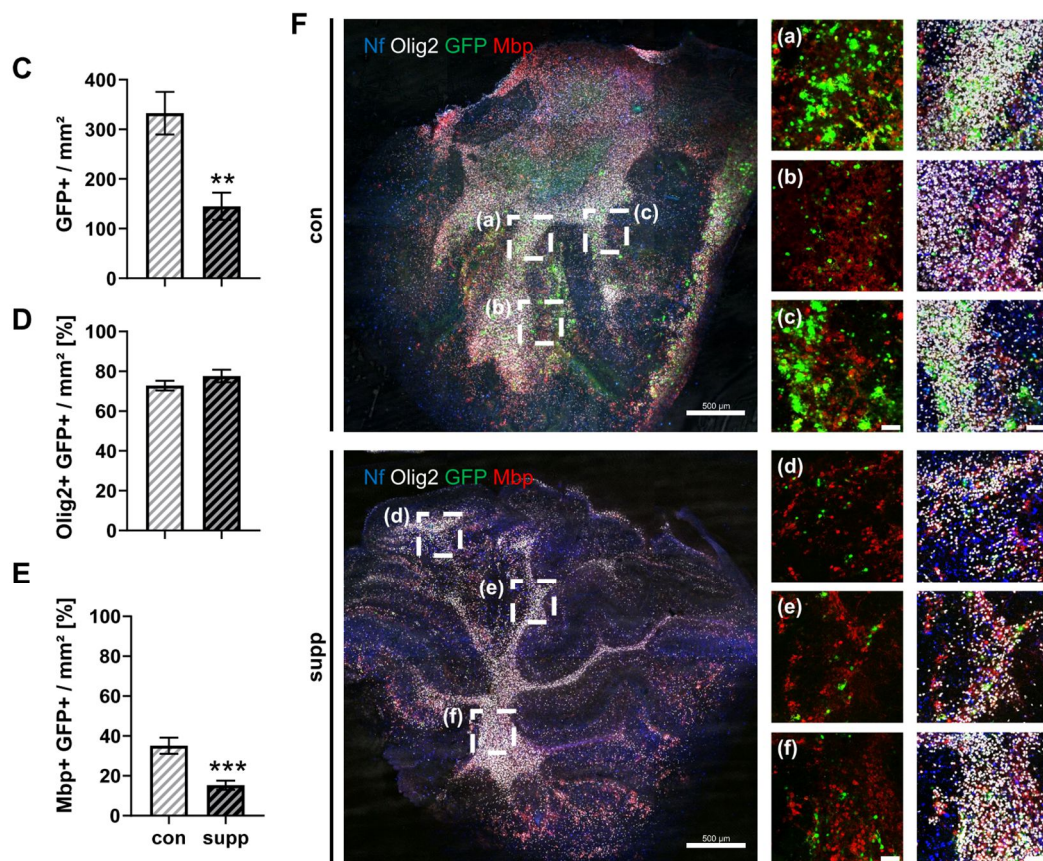 C
GFP+ / mm²
400
300
200
100
0
**
D
Olig2+ GFP+ / mm² [%]
100
80
60
40
20
0
E
Mbp+ GFP+ / mm² [%]
100
80
60
40
20
0
***
con supp
F
con
Nf Olig2 GFP Mbp
(a)
(b)
(c)
500 µm
(a)
(b)
(c)
supp
Nf Olig2 GFP Mbp
(d)
(e)
(f)
500 µm
(d)
(e)
(f)